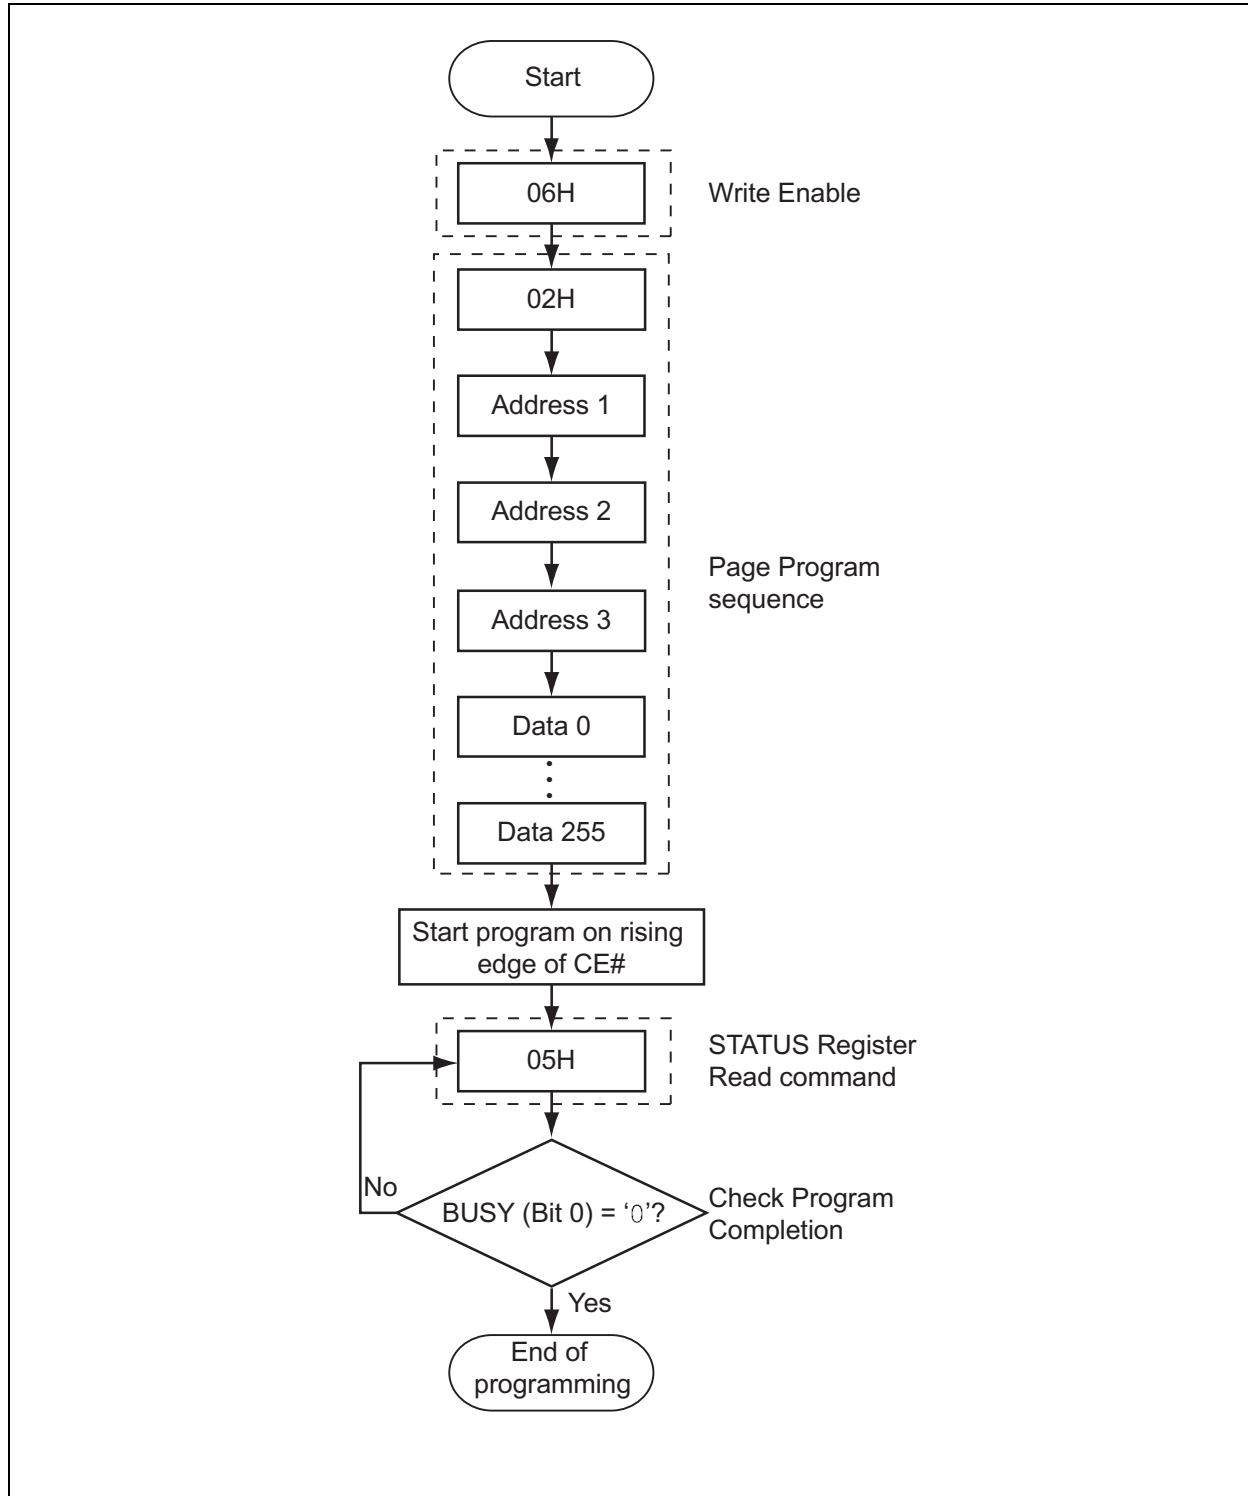 Start
06H
Write Enable
02H
Address 1
Address 2
Address 3
Page Program
sequence
Data 0
Data 255
Start program on rising
edge of CE#
05H
STATUS Register
Read command
No
BUSY (Bit 0) = ‘0’?
Check Program
Completion
Yes
End of
programming